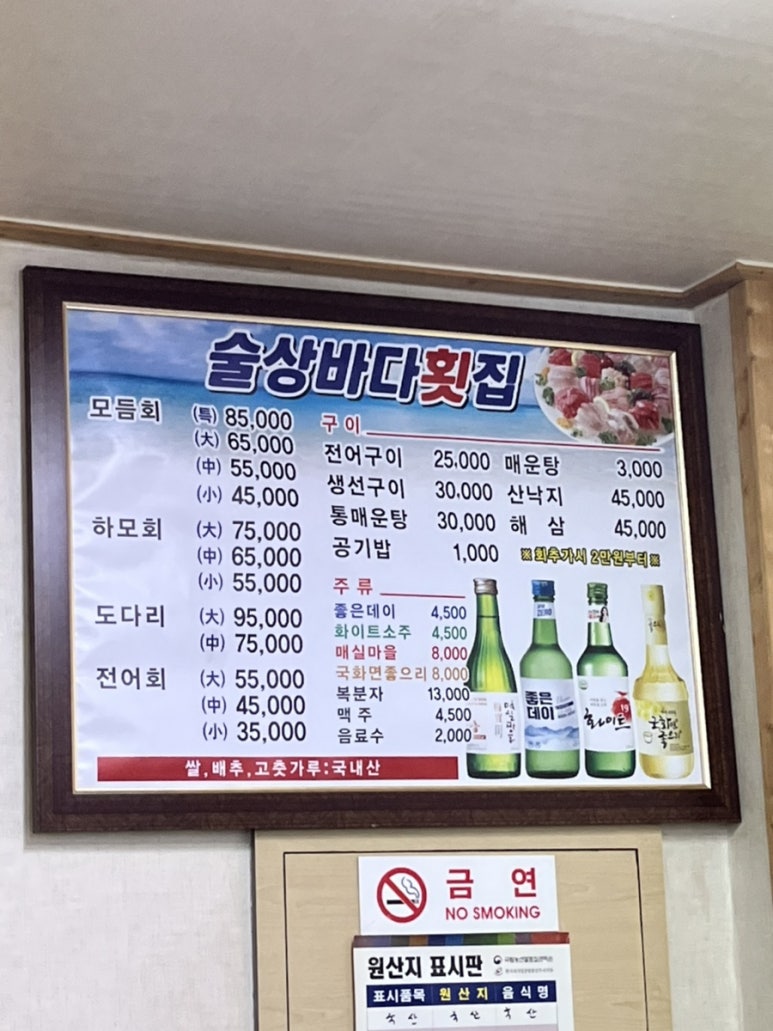 술상바다횟집
모듬회 (특) 85,000
(大) 65,000
(中) 55,000
(小) 45,000
하모회 (大) 75,000
(中) 65,000
(小) 55,000
도다리 (大) 95,000
(中) 75,000
전어회 (大) 55,000
(中) 45,000
(小) 35,000
구이
전어구이 25,000
생선구이 30,000
통매운탕 30,000
공기밥 1,000
매운탕 3,000
산낙지 45,000
해 삼 45,000
※회추가시 2만원부터※
주류
좋은데이 4,500
화이트소주 4,500
매실마을 8,000
국화면좋으리 8,000
복분자 13,000
맥 주 4,500
음료수 2,000
좋은
데이
화이트
쌀,배추,고춧가루:국내산
금 연
NO SMOKING
원산지 표시판
표시품목 원산지 음식명